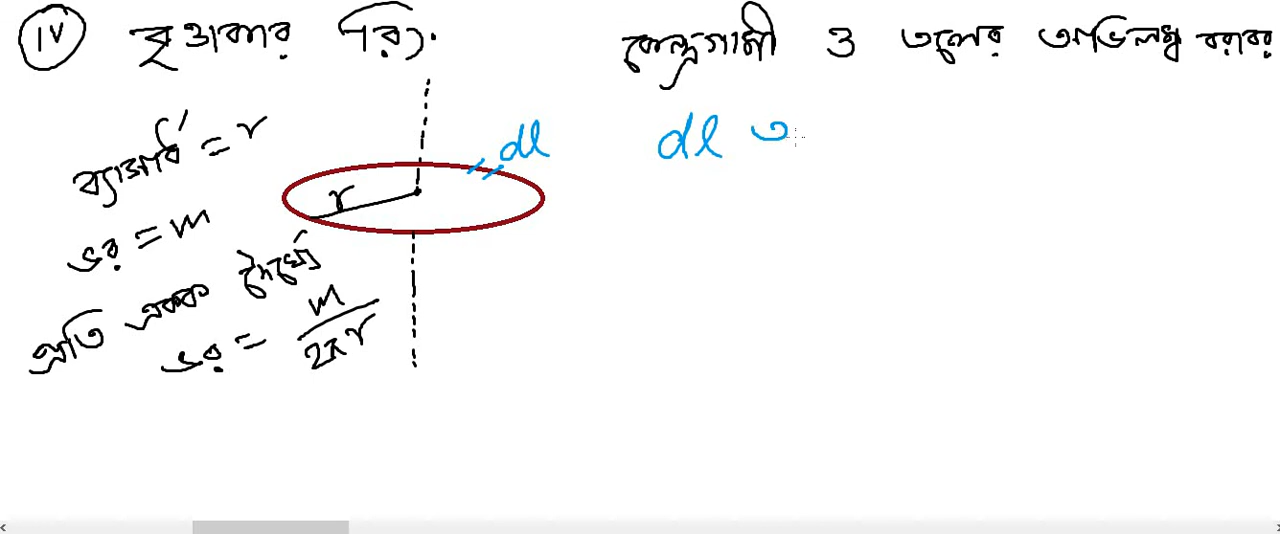 iv বৃত্তাকার রিং কেন্দ্রগামী ও তলের অভিলম্ব বরাবর
dl dl অ
ব্যাসার্ধ = r
r
ভর = m
প্রতি একক দৈর্ঘ্যে
ভর = m / 2πr